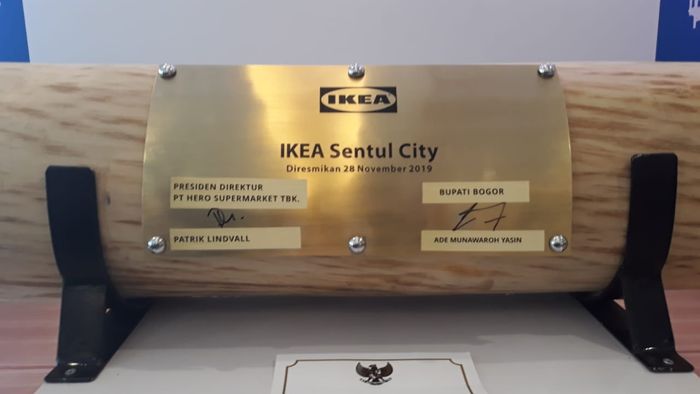 IKEA
IKEA Sentul City
Diresmikan 28 November 2019
PRESIDEN DIREKTUR
PT HERO SUPERMARKET TBK.
PATRIK LINDVALL
BUPATI BOGOR
ADE MUNAWAROH YASIN